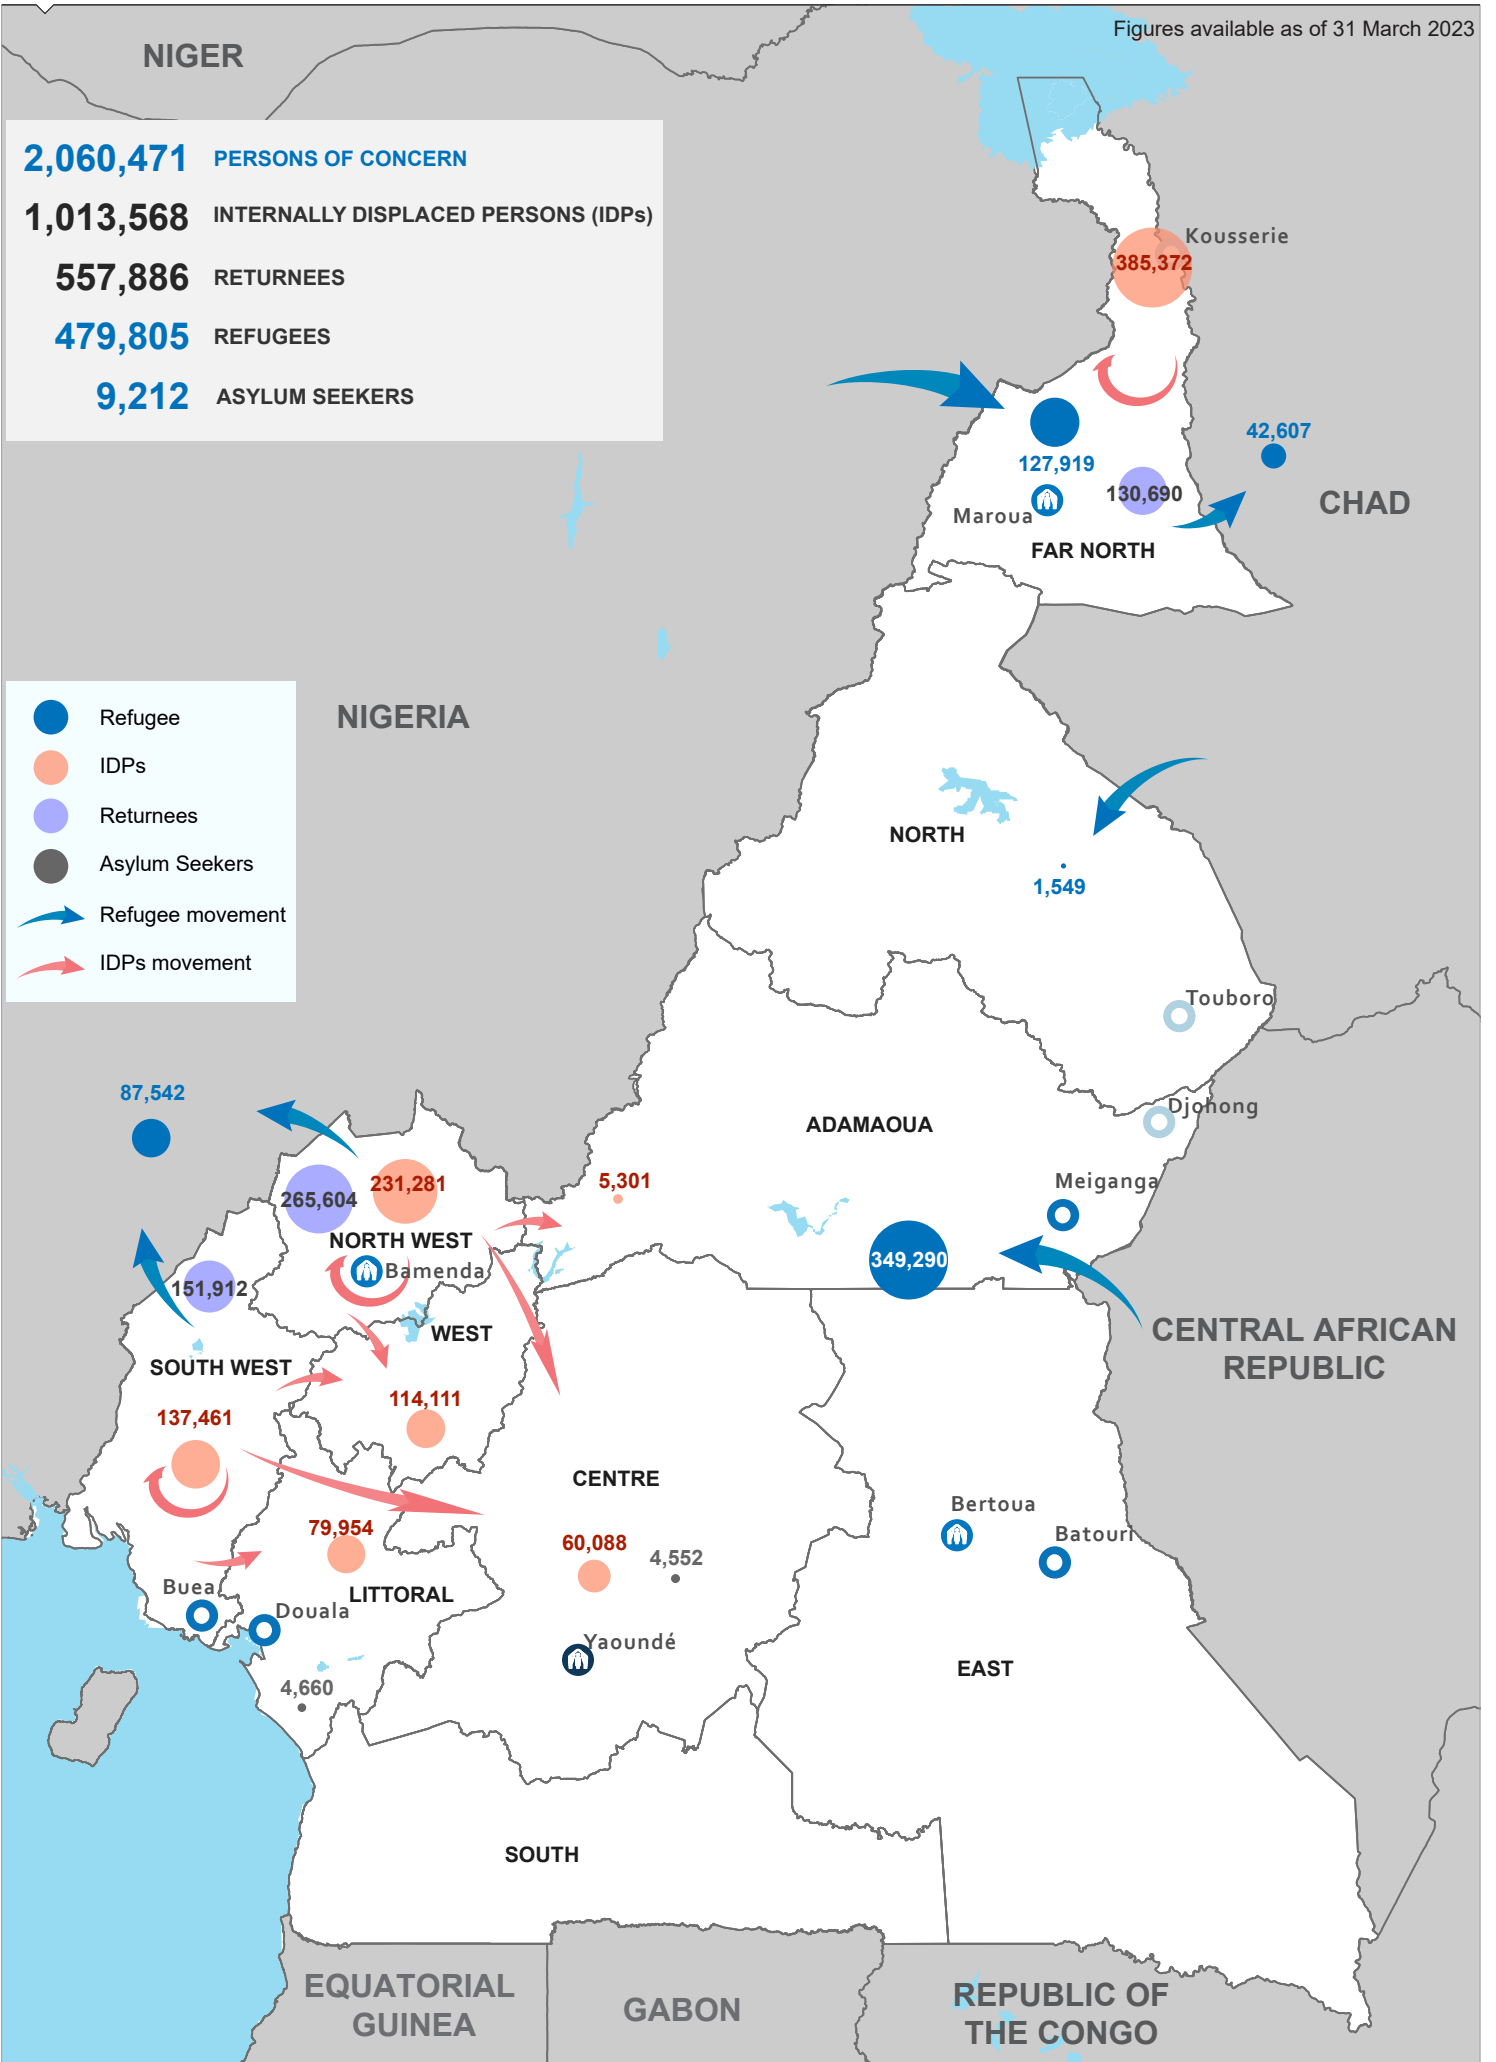 Figures available as of 31 March 2023
NIGER
2,060,471 PERSONS OF CONCERN
1,013,568 INTERNALLY DISPLACED PERSONS (IDPs)
557,886 RETURNEES
479,805 REFUGEES
9,212 ASYLUM SEEKERS
Kousserie
385,372
42,607
127,919
130,690
CHAD
Maroua
FAR NORTH
Refugee
IDPs
Returnees
Asylum Seekers
Refugee movement
IDPs movement
NIGERIA
NORTH
1,549
Touboro
87,542
Djohong
ADAMAOUA
5,301
Meiganga
231,281
265,604
NORTH WEST
349,290
Bamenda
151,912
WEST
CENTRAL AFRICAN
REPUBLIC
SOUTH WEST
114,111
137,461
CENTRE
Bertoua
79,954
Batouri
60,088
4,552
Buea
LITTORAL
Douala
Yaoundé
EAST
4,660
SOUTH
EQUATORIAL
GUINEA
GABON
REPUBLIC OF
THE CONGO